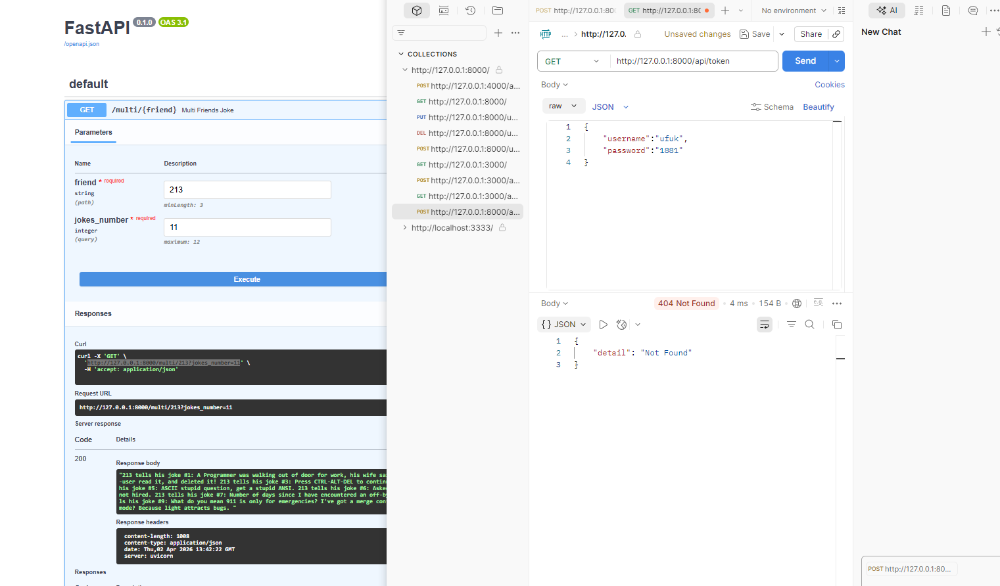 FastAPI 0.1.0 OAS 3.1
/openapi.json
default
GET /multi/{friend} Multi Friends Joke
Parameters
Name Description
friend * required
string
(path)
213
minLength: 3
jokes_number * required
integer
(query)
11
maximum: 12
Execute
Responses
Curl
curl -X 'GET' \
'http://127.0.0.1:8000/multi/213?jokes_number=11' \
-H 'accept: application/json'
Request URL
http://127.0.0.1:8000/multi/213?jokes_number=11
Server response
Code Details
200
Response body
"213 tells his joke #1: A Programmer was walking out of door for work, his wife sa
-user read it, and deleted it! 213 tells his joke #3: Press CTRL-ALT-DEL to contin
his joke #5: ASCII stupid question, get a stupid ANSI. 213 tells his joke #6: Aske
not hired. 213 tells his joke #7: Number of days since I have encountered an off-b
ls his joke #9: What do you mean 911 is only for emergencies? I've got a merge con
mode? Because light attracts bugs. "
Response headers
content-length: 1008
content-type: application/json
date: Thu,02 Apr 2026 13:42:22 GMT
server: uvicorn
Responses
COLLECTIONS
http://127.0.0.1:8000/
POST http://127.0.0.1:4000/a...
GET http://127.0.0.1:8000/
PUT http://127.0.0.1:8000/u...
DEL http://127.0.0.1:8000/u...
POST http://127.0.0.1:8000/u...
GET http://127.0.0.1:3000/
POST http://127.0.0.1:3000/a...
GET http://127.0.0.1:3000/a...
POST http://127.0.0.1:8000/a...
http://localhost:3333/
POST http://127.0.0.1:80
GET http://127.0.0.1:8
No environment
HTTP ... > http://127.0. Unsaved changes Save Share
GET http://127.0.0.1:8000/api/token Send
Body Cookies
raw JSON Schema Beautify
1 {
2 "username":"ufuk",
3 "password":"1881"
4 }
Body 404 Not Found • 4 ms • 154 B e.g.
{} JSON
1 {
2 "detail": "Not Found"
3 }
AI
New Chat
POST http://127.0.0.1:80...